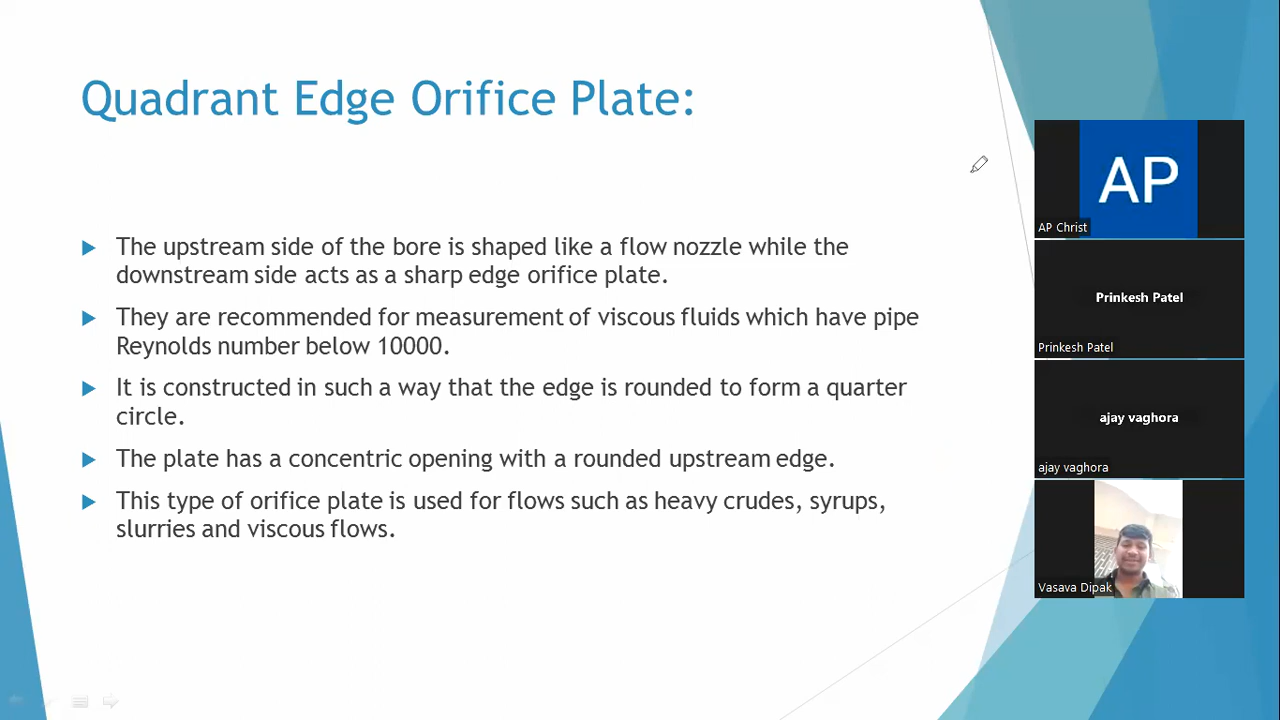 Quadrant Edge Orifice Plate:
The upstream side of the bore is shaped like a flow nozzle while the
downstream side acts as a sharp edge orifice plate.
They are recommended for measurement of viscous fluids which have pipe
Reynolds number below 10000.
It is constructed in such a way that the edge is rounded to form a quarter
circle.
The plate has a concentric opening with a rounded upstream edge.
This type of orifice plate is used for flows such as heavy crudes, syrups,
slurries and viscous flows.
AP
AP Christ
Prinkesh Patel
Prinkesh Patel
ajay vaghora
ajay vaghora
Vasava Dipak